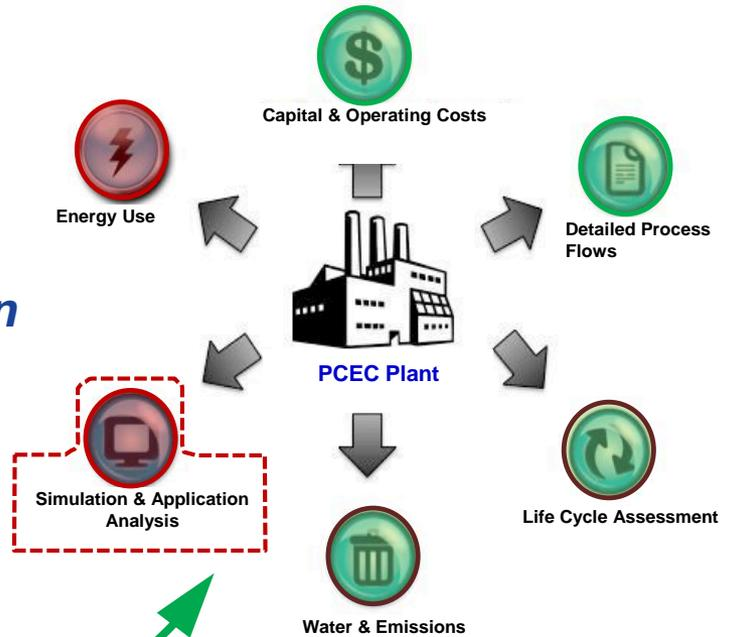 $
Capital & Operating Costs
Energy Use
Detailed Process
Flows
n
PCEC Plant
Simulation & Application
Analysis
Life Cycle Assessment
Water & Emissions